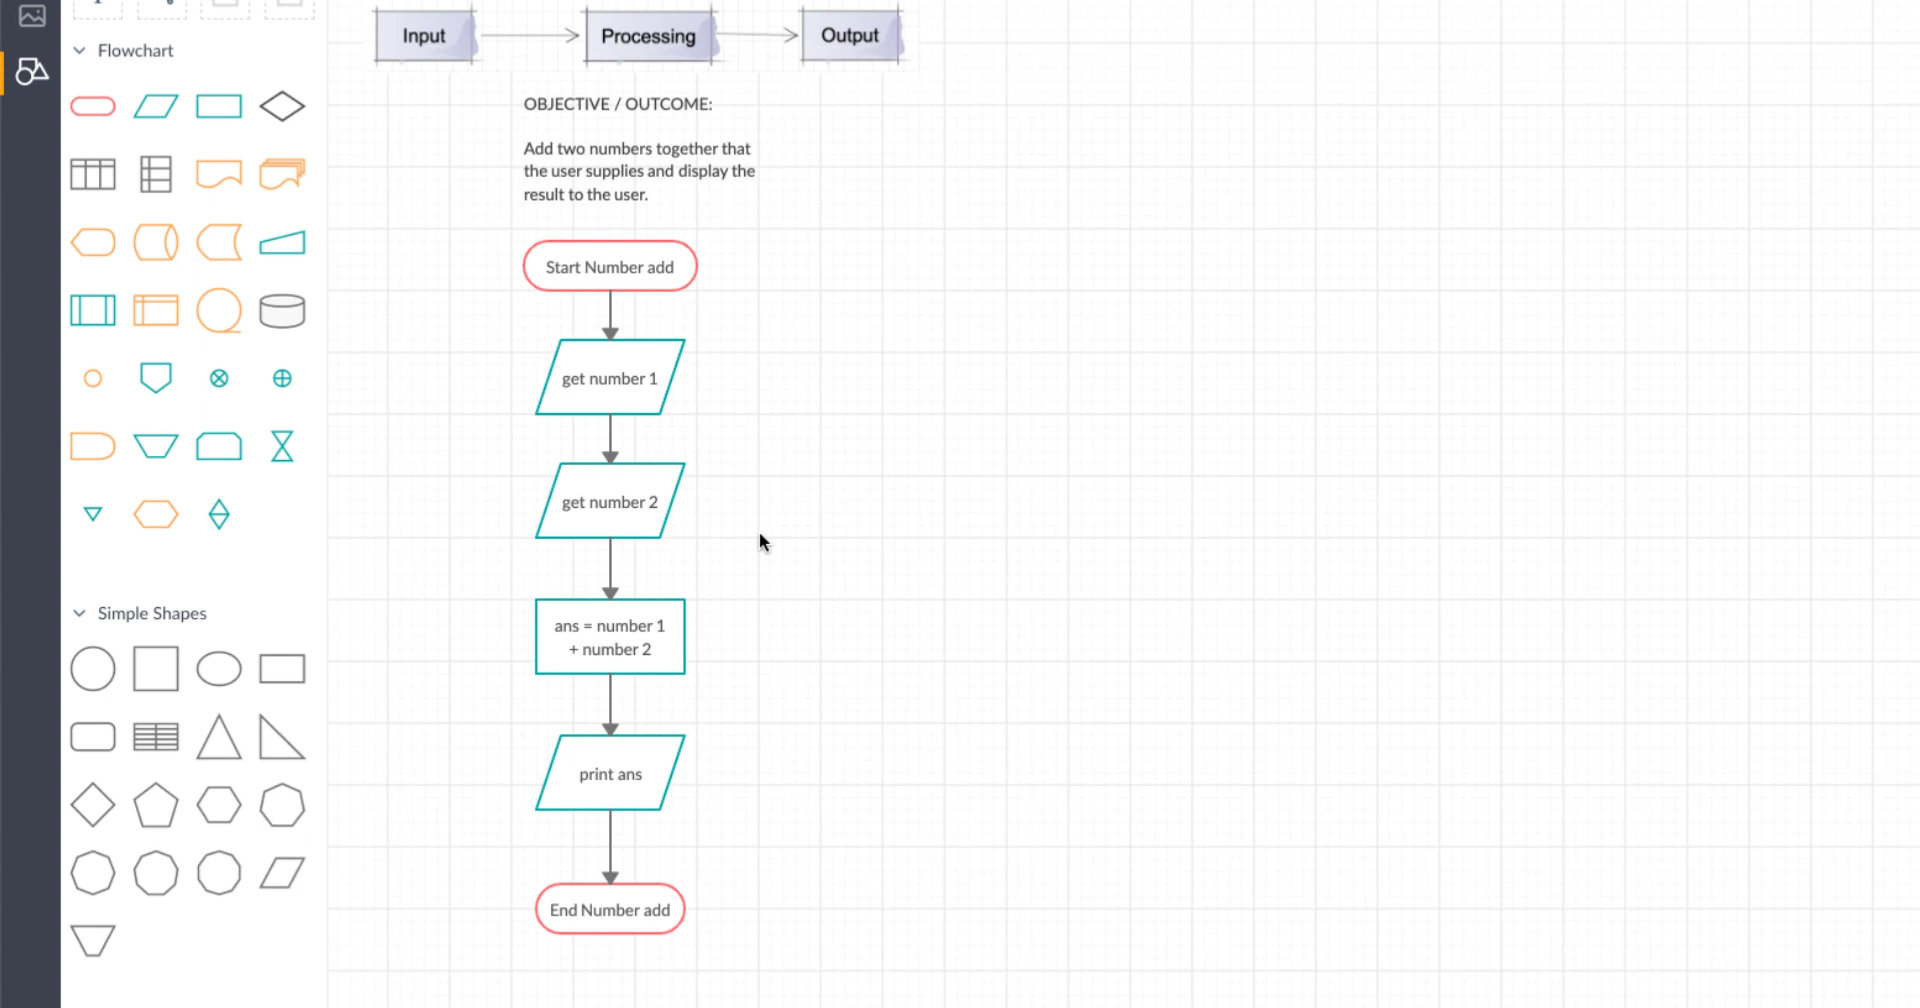 Input
Processing
Output
Flowchart
OBJECTIVE / OUTCOME:
Add two numbers together that
the user supplies and display the
result to the user.
Start Number add
get number 1
get number 2
ans = number 1
+ number 2
print ans
End Number add
Simple Shapes